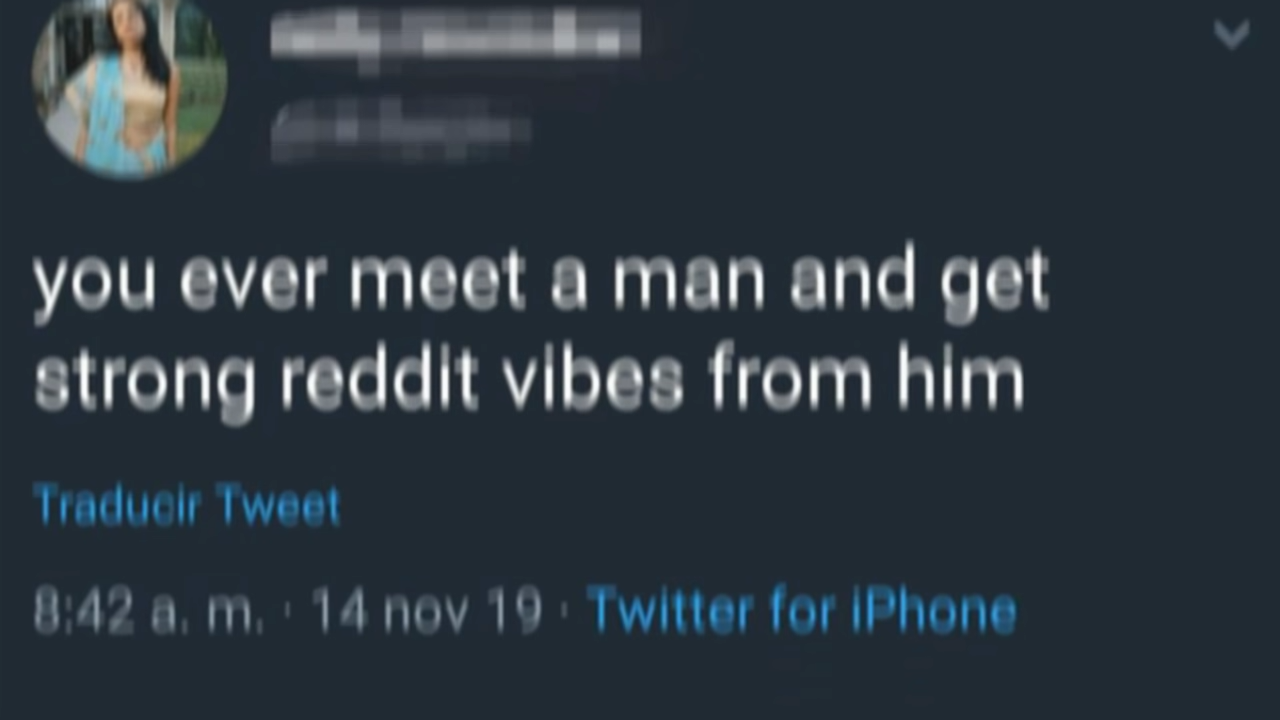 you ever meet a man and get
strong reddit vibes from him
Traducir Tweet
8:42 a. m. · 14 nov 19 · Twitter for iPhone